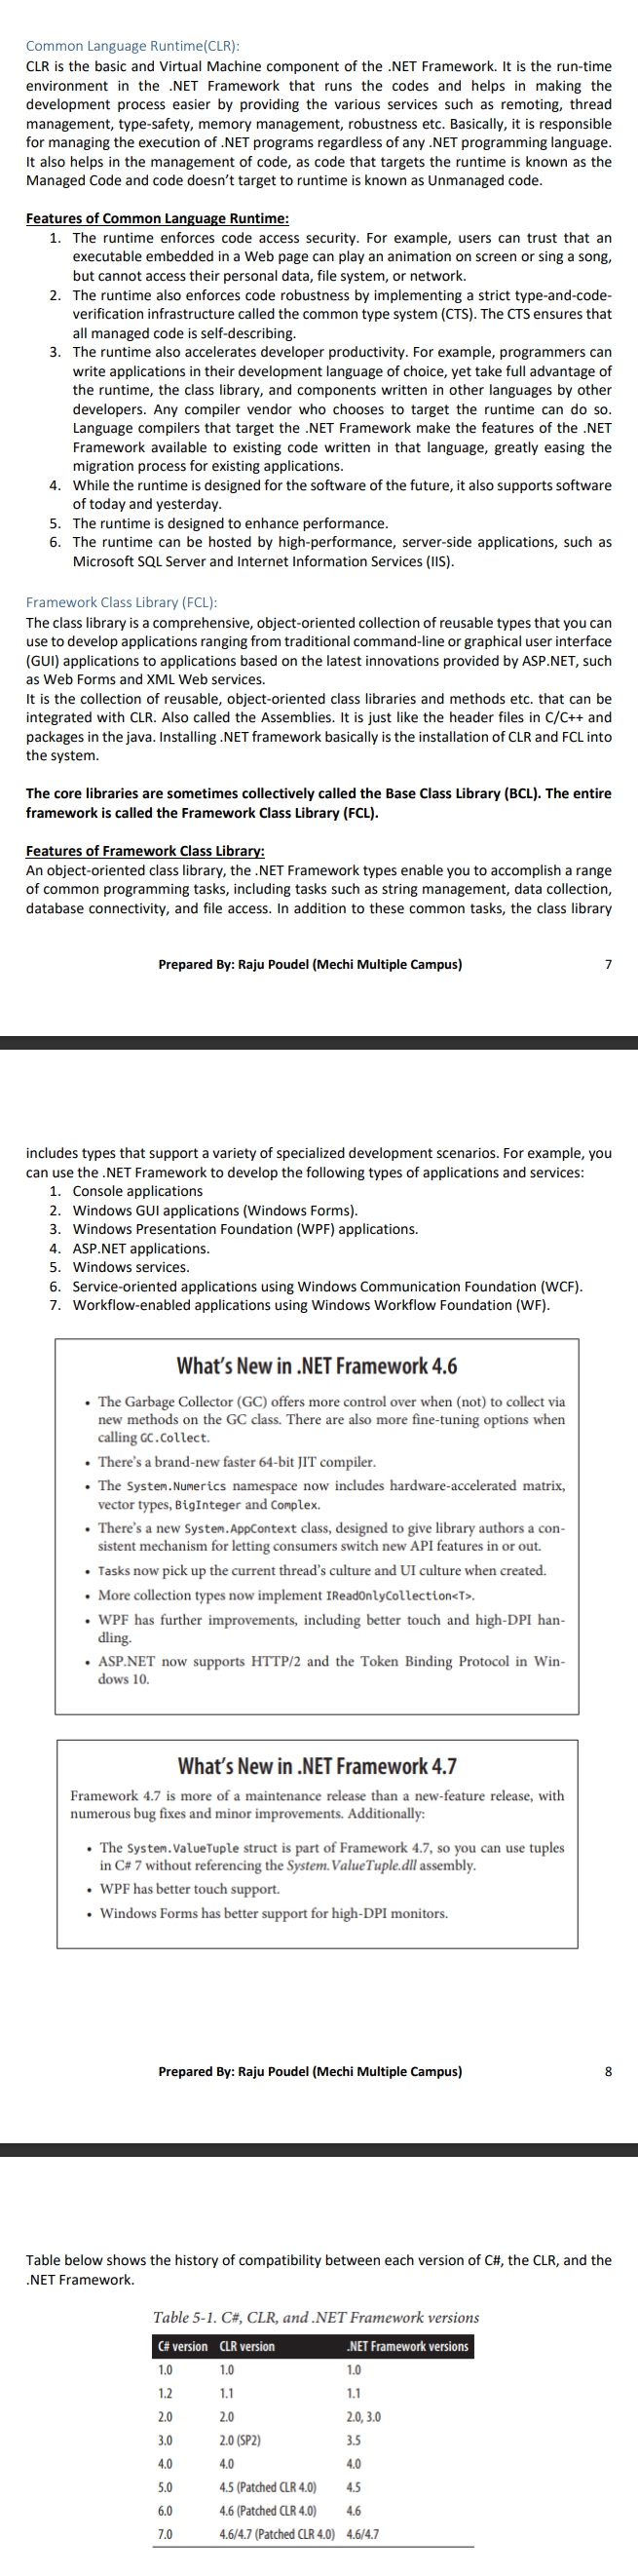 Common Language Runtime(CLR):
CLR is the basic and Virtual Machine component of the .NET Framework. It is the run-time
environment in the .NET Framework that runs the codes and helps in making the
development process easier by providing the various services such as remoting, thread
management, type-safety, memory management, robustness etc. Basically, it is responsible
for managing the execution of .NET programs regardless of any .NET programming language.
It also helps in the management of code, as code that targets the runtime is known as the
Managed Code and code doesn’t target to runtime is known as Unmanaged code.
Features of Common Language Runtime:
1. The runtime enforces code access security. For example, users can trust that an
executable embedded in a Web page can play an animation on screen or sing a song,
but cannot access their personal data, file system, or network.
2. The runtime also enforces code robustness by implementing a strict type-and-code-
verification infrastructure called the common type system (CTS). The CTS ensures that
all managed code is self-describing.
3. The runtime also accelerates developer productivity. For example, programmers can
write applications in their development language of choice, yet take full advantage of
the runtime, the class library, and components written in other languages by other
developers. Any compiler vendor who chooses to target the runtime can do so.
Language compilers that target the .NET Framework make the features of the .NET
Framework available to existing code written in that language, greatly easing the
migration process for existing applications.
4. While the runtime is designed for the software of the future, it also supports software
of today and yesterday.
5. The runtime is designed to enhance performance.
6. The runtime can be hosted by high-performance, server-side applications, such as
Microsoft SQL Server and Internet Information Services (IIS).
Framework Class Library (FCL):
The class library is a comprehensive, object-oriented collection of reusable types that you can
use to develop applications ranging from traditional command-line or graphical user interface
(GUI) applications to applications based on the latest innovations provided by ASP.NET, such
as Web Forms and XML Web services.
It is the collection of reusable, object-oriented class libraries and methods etc. that can be
integrated with CLR. Also called the Assemblies. It is just like the header files in C/C++ and
packages in the java. Installing .NET framework basically is the installation of CLR and FCL into
the system.
The core libraries are sometimes collectively called the Base Class Library (BCL). The entire
framework is called the Framework Class Library (FCL).
Features of Framework Class Library:
An object-oriented class library, the .NET Framework types enable you to accomplish a range
of common programming tasks, including tasks such as string management, data collection,
database connectivity, and file access. In addition to these common tasks, the class library
Prepared By: Raju Poudel (Mechi Multiple Campus) 7
includes types that support a variety of specialized development scenarios. For example, you
can use the .NET Framework to develop the following types of applications and services:
1. Console applications
2. Windows GUI applications (Windows Forms).
3. Windows Presentation Foundation (WPF) applications.
4. ASP.NET applications.
5. Windows services.
6. Service-oriented applications using Windows Communication Foundation (WCF).
7. Workflow-enabled applications using Windows Workflow Foundation (WF).
What’s New in .NET Framework 4.6
• The Garbage Collector (GC) offers more control over when (not) to collect via
new methods on the GC class. There are also more fine-tuning options when
calling GC.Collect.
• There’s a brand-new faster 64-bit JIT compiler.
• The System.Numerics namespace now includes hardware-accelerated matrix,
vector types, BigInteger and Complex.
• There’s a new System.AppContext class, designed to give library authors a con-
sistent mechanism for letting consumers switch new API features in or out.
• Tasks now pick up the current thread’s culture and UI culture when created.
• More collection types now implement IReadOnlyCollection<T>.
• WPF has further improvements, including better touch and high-DPI han-
dling.
• ASP.NET now supports HTTP/2 and the Token Binding Protocol in Win-
dows 10.
What’s New in .NET Framework 4.7
Framework 4.7 is more of a maintenance release than a new-feature release, with
numerous bug fixes and minor improvements. Additionally:
• The System.ValueTuple struct is part of Framework 4.7, so you can use tuples
in C# 7 without referencing the System.ValueTuple.dll assembly.
• WPF has better touch support.
• Windows Forms has better support for high-DPI monitors.
Prepared By: Raju Poudel (Mechi Multiple Campus) 8
Table below shows the history of compatibility between each version of C#, the CLR, and the
.NET Framework.
Table 5-1. C#, CLR, and .NET Framework versions
C# version CLR version .NET Framework versions
1.0 1.0 1.0
1.2 1.1 1.1
2.0 2.0 2.0, 3.0
3.0 2.0 (SP2) 3.5
4.0 4.0 4.0
5.0 4.5 (Patched CLR 4.0) 4.5
6.0 4.6 (Patched CLR 4.0) 4.6
7.0 4.6/4.7 (Patched CLR 4.0) 4.6/4.7